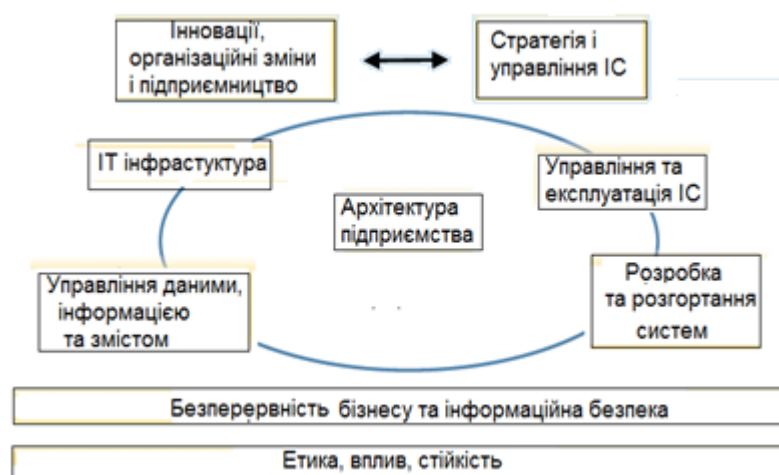 Інновації,
організаційні зміни
і підприємництво
Стратегія і
управління ІС
ІТ інфрастуктура
Управління та
експлуатація ІС
Архітектура
підприємства
Управління даними,
інформацією
та змістом
Розробка
та розгортання
систем
Безперервність бізнесу та інформаційна безпека
Етика, вплив, стійкість